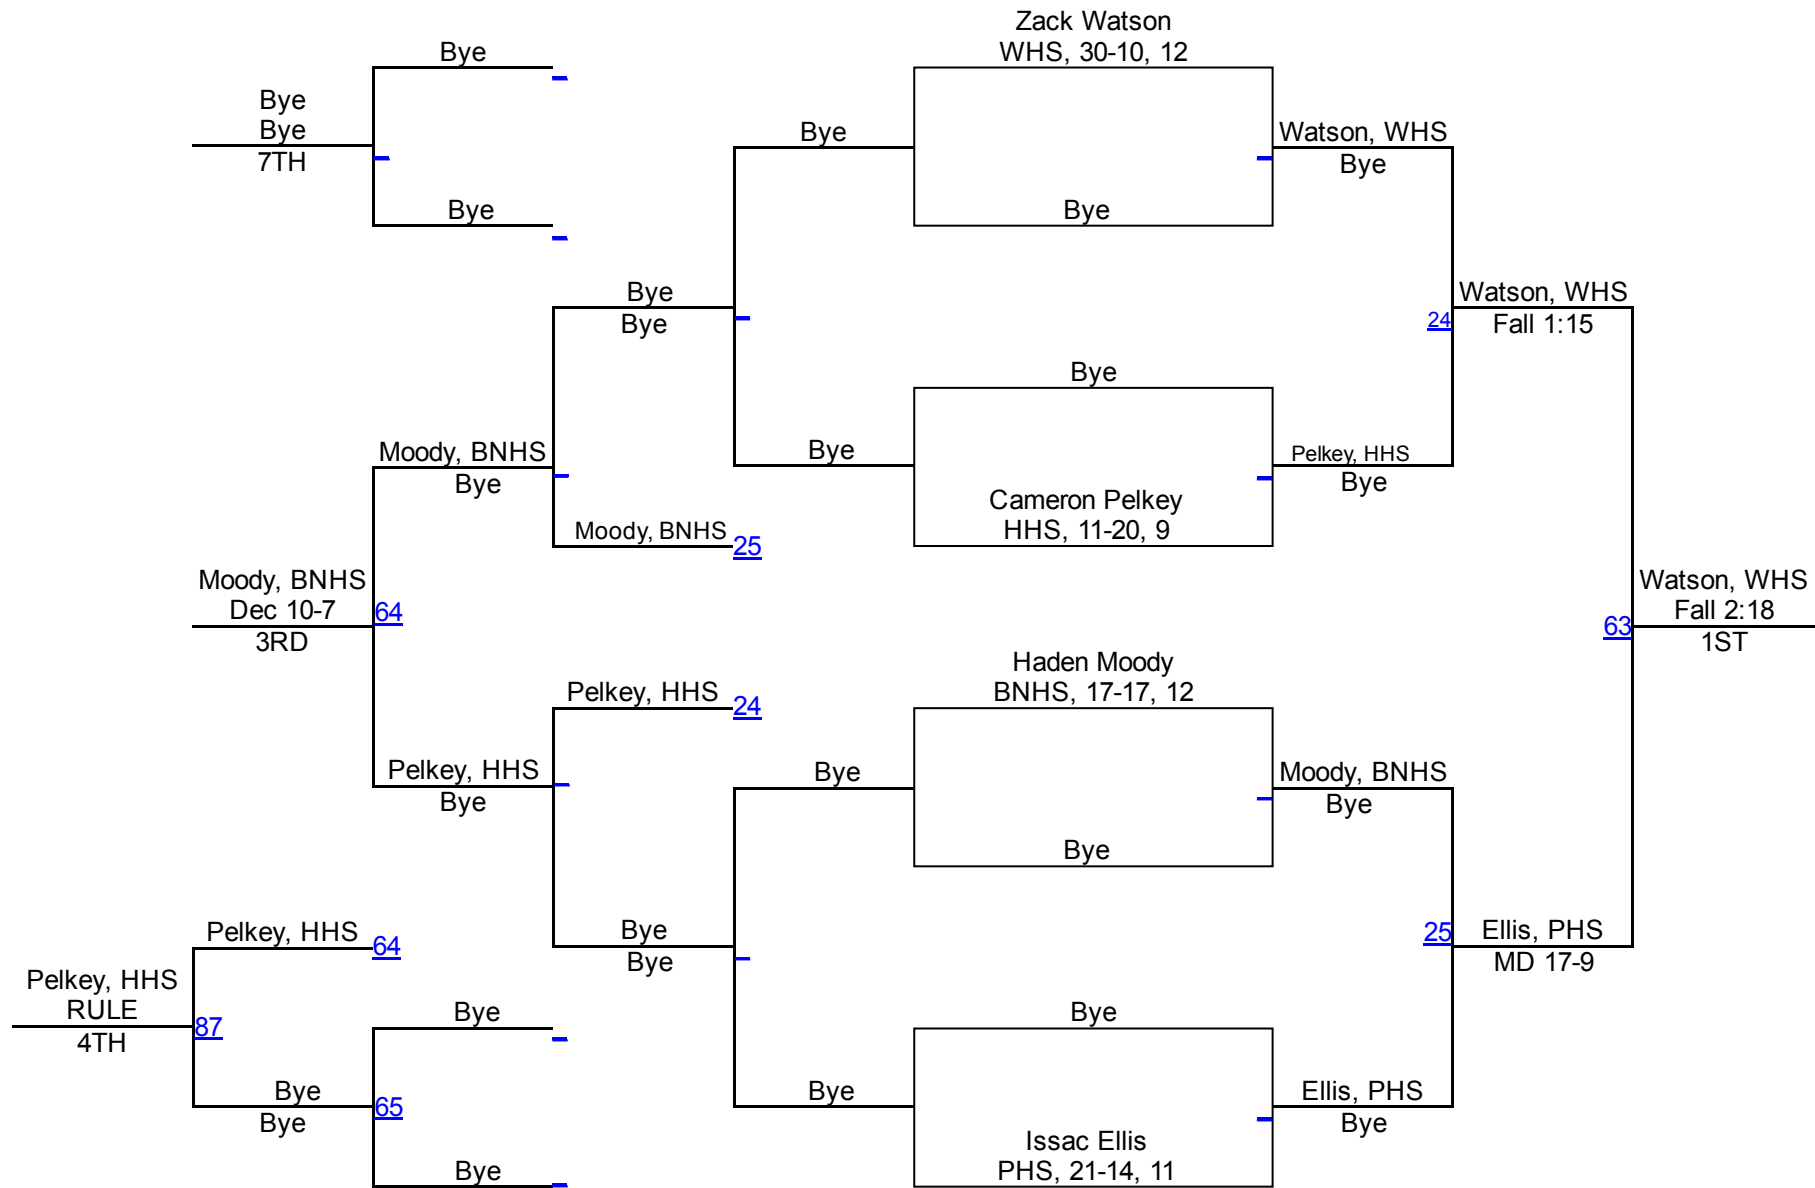 Bye
Bye
Bye
7TH
Bye
Zack Watson
WHS, 30-10, 12
Bye
Bye
Watson, WHS
Bye
Bye
Bye
Watson, WHS
Fall 1:15
24
Bye
Bye
Cameron Pelkey
HHS, 11-20, 9
Pelkey, HHS
Bye
Moody, BNHS
Bye
Moody, BNHS
25
Moody, BNHS
Dec 10-7
3RD
64
Watson, WHS
Fall 2:18
1ST
63
Pelkey, HHS
24
Pelkey, HHS
Bye
Haden Moody
BNHS, 17-17, 12
Bye
Bye
Moody, BNHS
Bye
Bye
Bye
25
Ellis, PHS
MD 17-9
Pelkey, HHS
64
Pelkey, HHS
RULE
4TH
87
Bye
Bye
Bye
65
Bye
Bye
Bye
Issac Ellis
PHS, 21-14, 11
Ellis, PHS
Bye